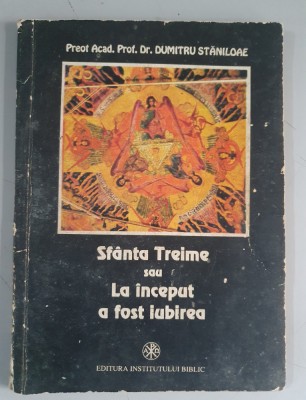 Preot Acad. Prof. Dr. DUMITRU STĂNILOAE
Sfânta Treime
sau
La început
a fost iubirea
EDITURA INSTITUTULUI BIBLIC